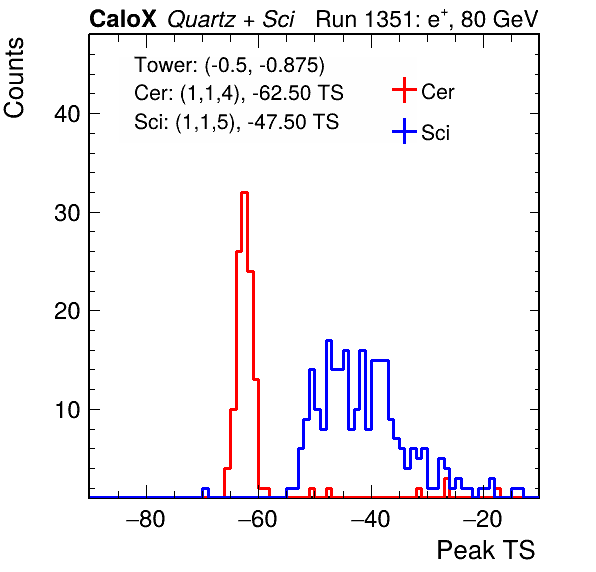 CaloX Quartz + Sci Run 1351: e+, 80 GeV
Counts
Tower: (-0.5, -0.875)
Cer: (1,1,4), -62.50 TS
Sci: (1,1,5), -47.50 TS
Cer
Sci
40
30
20
10
−80 −60 −40 −20
Peak TS